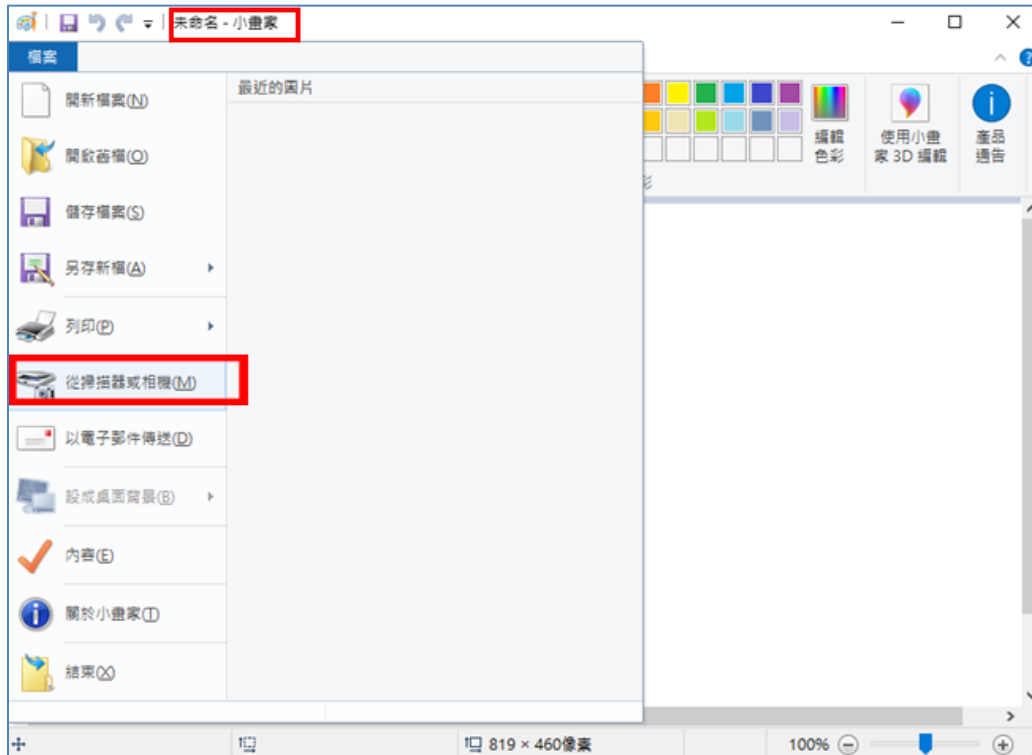 未命名 - 小畫家
檔案
最近的圖片
開新檔案(N)
開啟舊檔(O)
儲存檔案(S)
另存新檔(A)
列印(P)
從掃描器或相機(M)
以電子郵件傳送(D)
設成桌面背景(B)
內容(E)
關於小畫家(T)
結束(X)
編輯
色彩
使用小畫
家 3D 編輯
產品
通告
819 × 460像素
100%